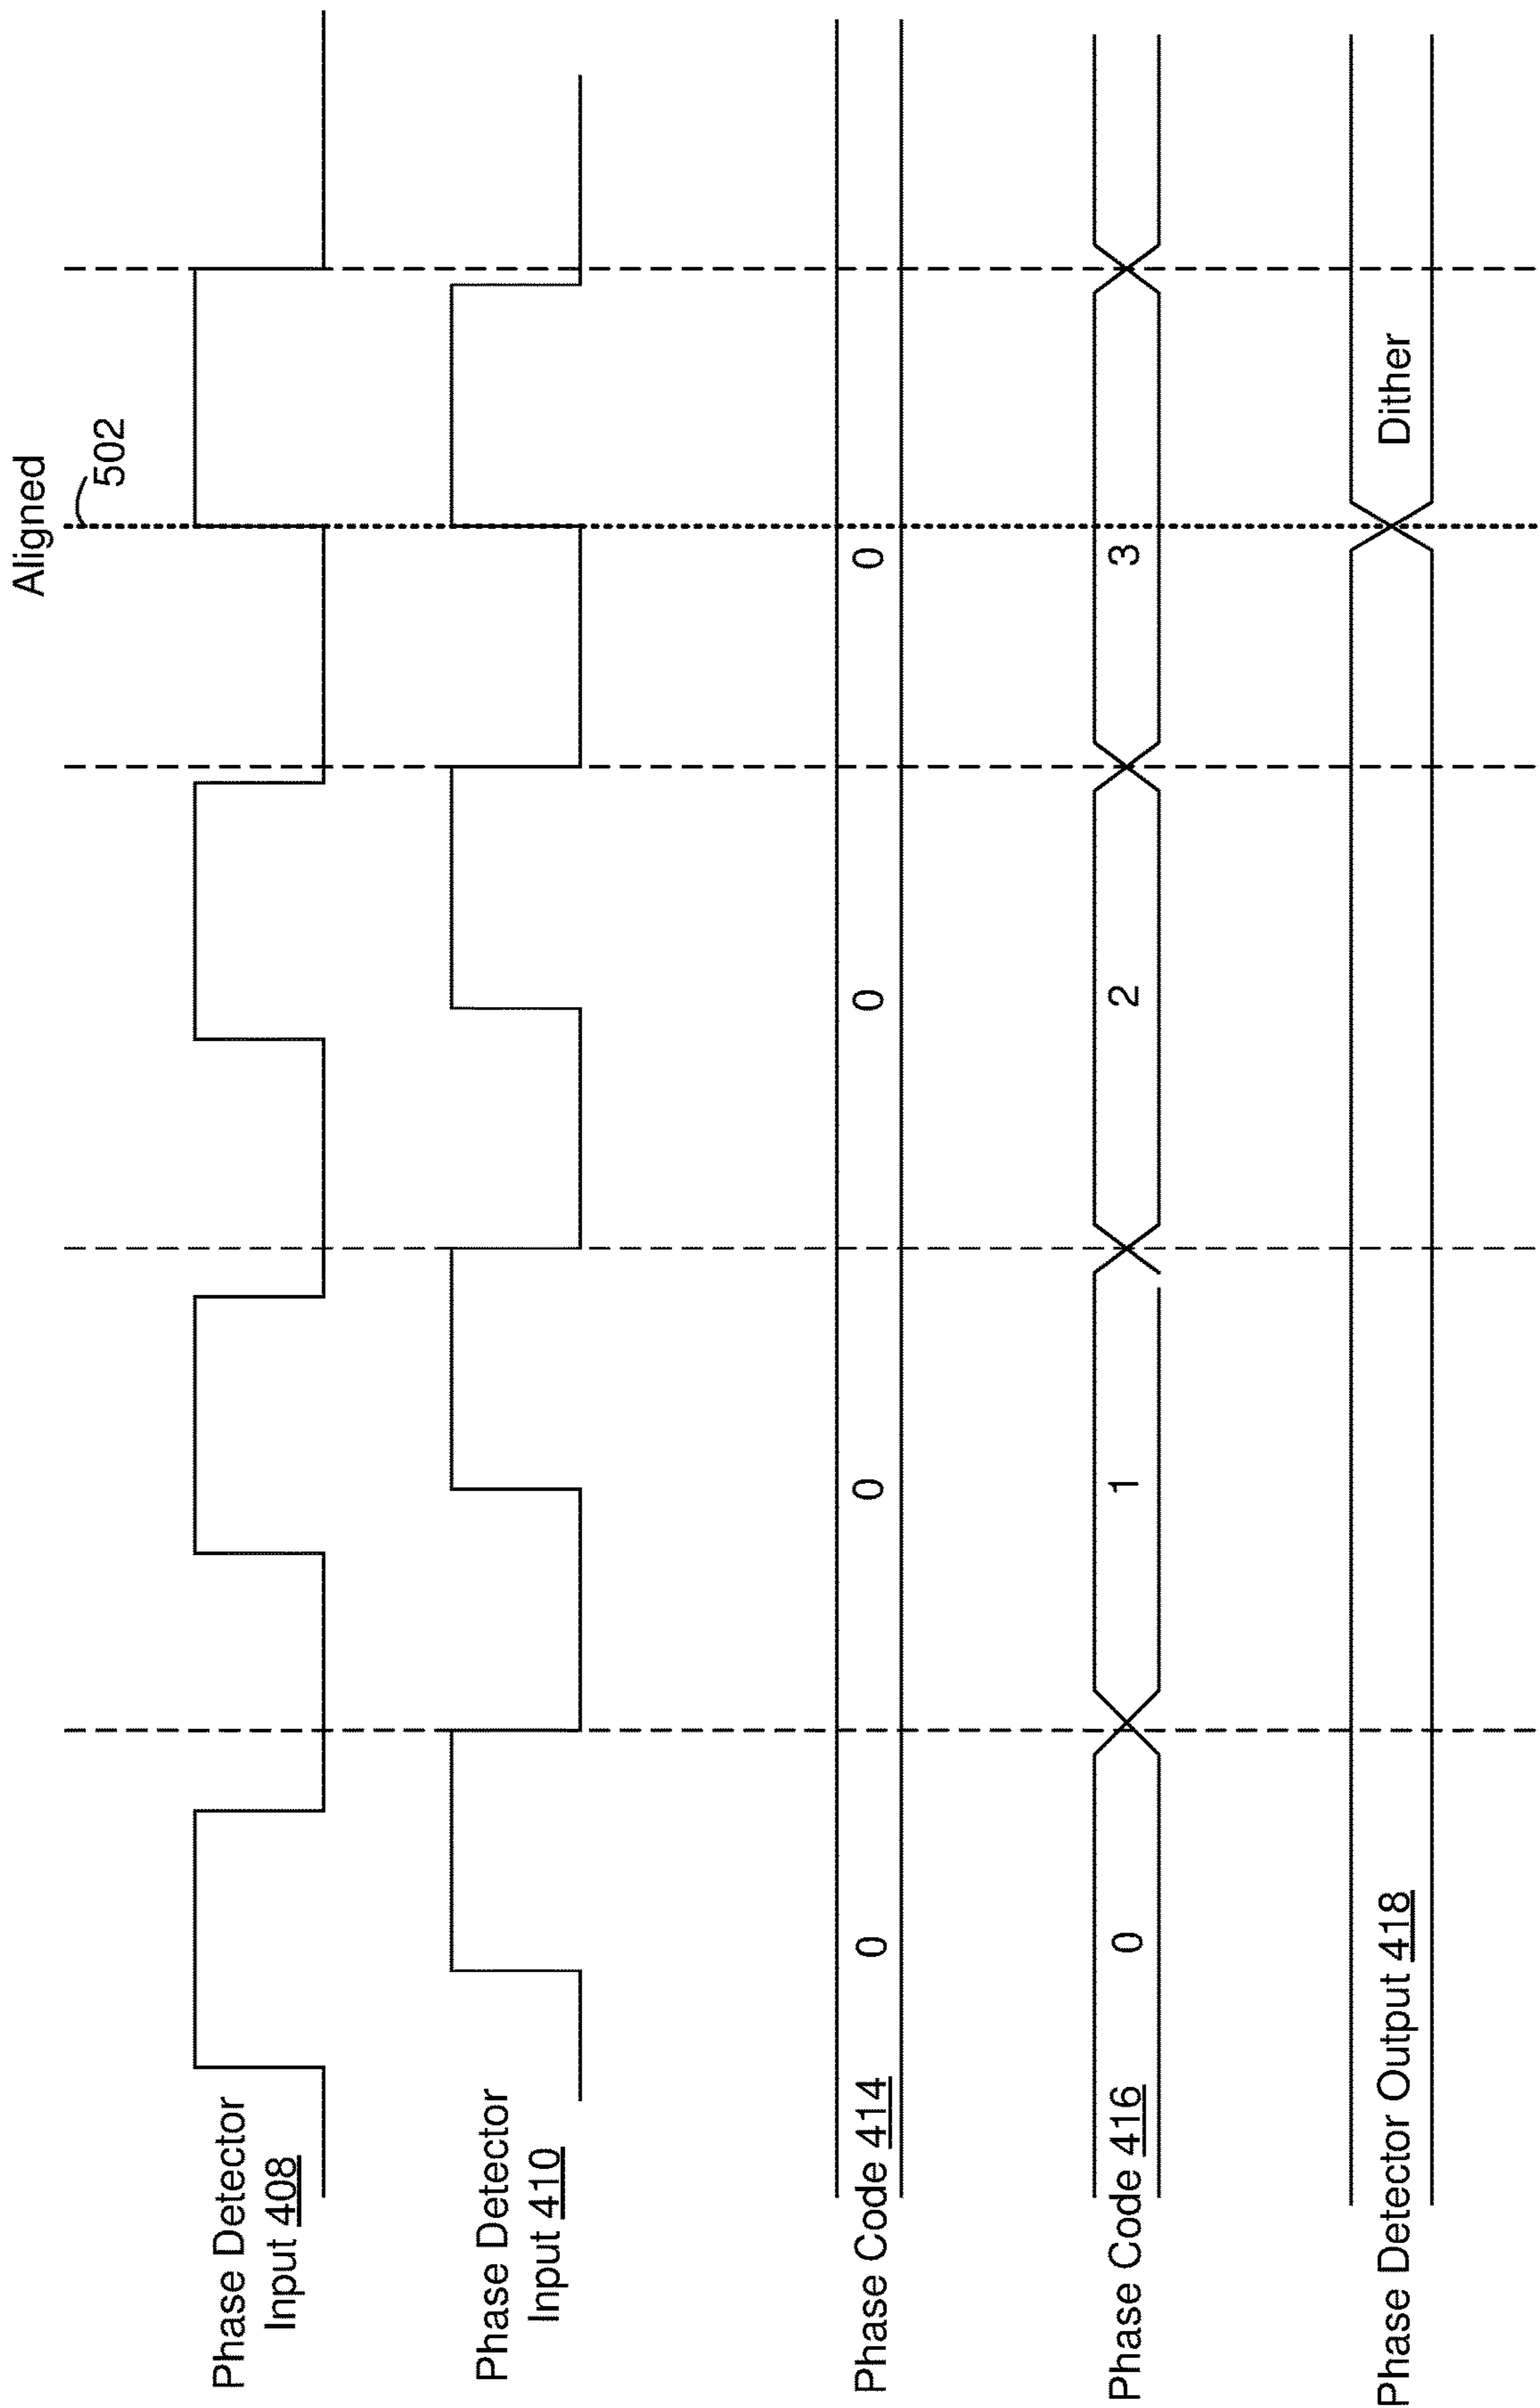 Aligned
502
Phase Detector
Input 408
Phase Detector
Input 410
Phase Code 414
0
0
0
0
Phase Code 416
0
1
2
3
Phase Detector Output 418
Dither